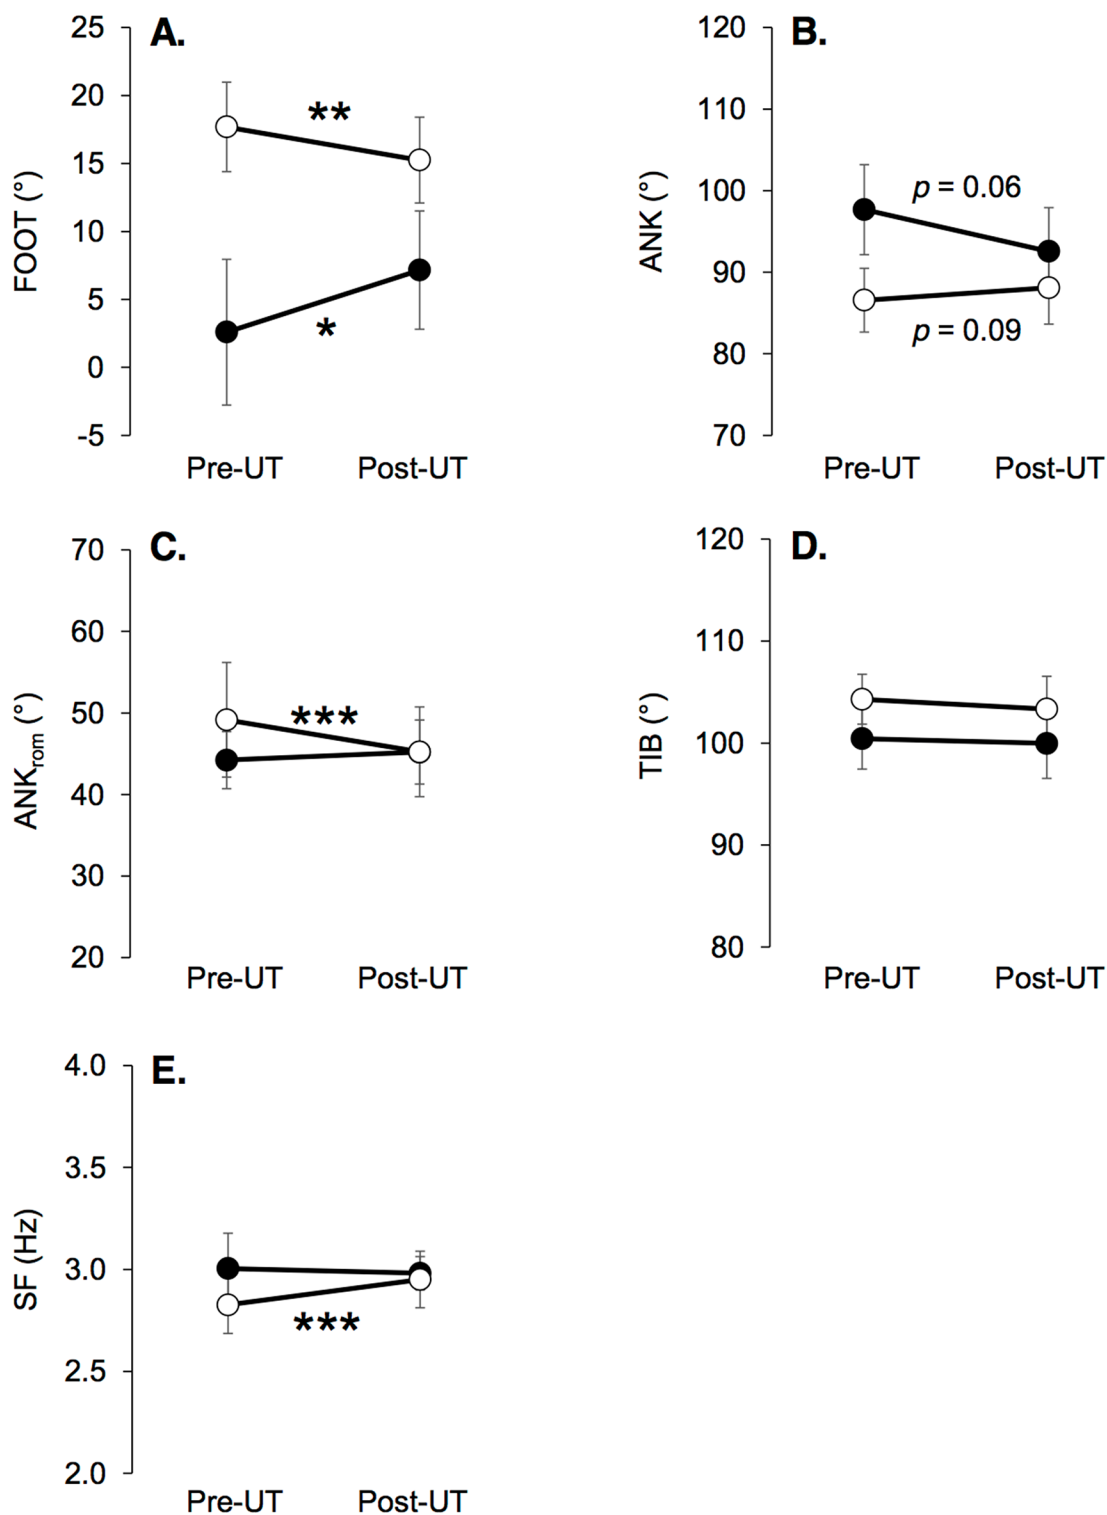 A.
FOOT (°)
25
20
15
10
5
0
-5
**
*
Pre-UT Post-UT
B.
ANK (°)
120
110
100
90
80
70
p = 0.06
p = 0.09
Pre-UT Post-UT
C.
ANKrom (°)
70
60
50
40
30
20
***
Pre-UT Post-UT
D.
TIB (°)
120
110
100
90
80
Pre-UT Post-UT
E.
SF (Hz)
4.0
3.5
3.0
2.5
2.0
***
Pre-UT Post-UT